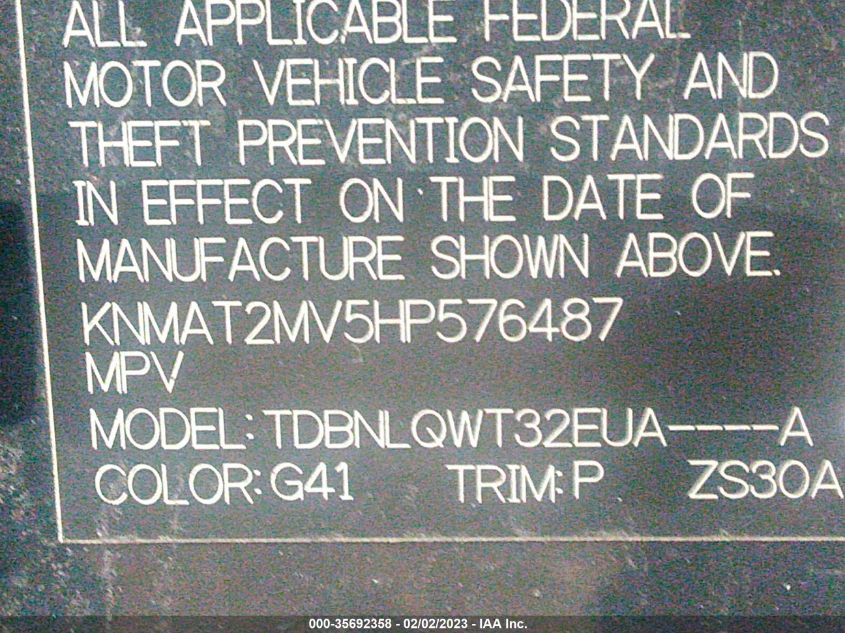 ALL APPLICABLE FEDERAL
MOTOR VEHICLE SAFETY AND
THEFT PREVENTION STANDARDS
IN EFFECT ON THE DATE OF
MANUFACTURE SHOWN ABOVE.
KNMAT2MV5HP576487
MPV
MODEL: TDBNLQWT32EUA----A
COLOR: G41 TRIM: P ZS30A
000-35692358 - 02/02/2023 - IAA Inc.